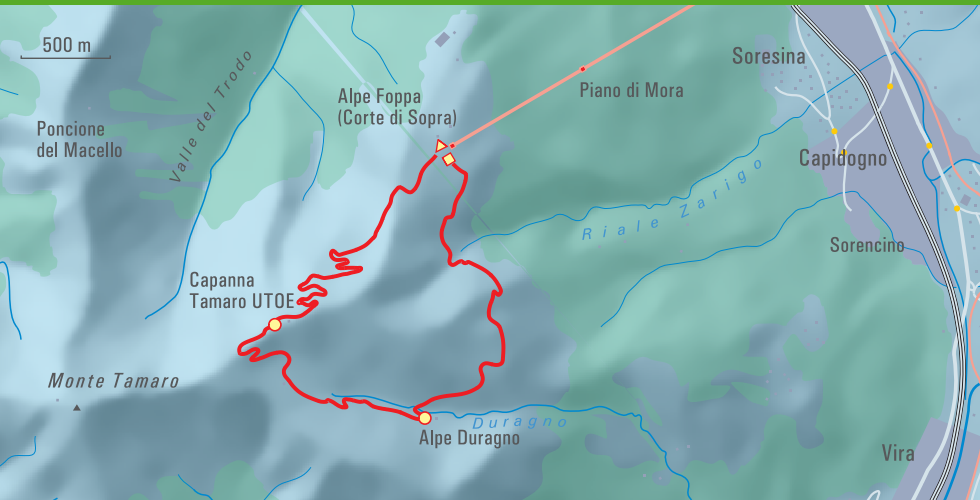 500 m
Valle del Trodo
Poncione
del Macello
Alpe Foppa
(Corte di Sopra)
Piano di Mora
Soresina
Capidogno
Riale Zarigo
Sorencino
Capanna
Tamaro UTOE
Monte Tamaro
Duragno
Alpe Duragno
Vira